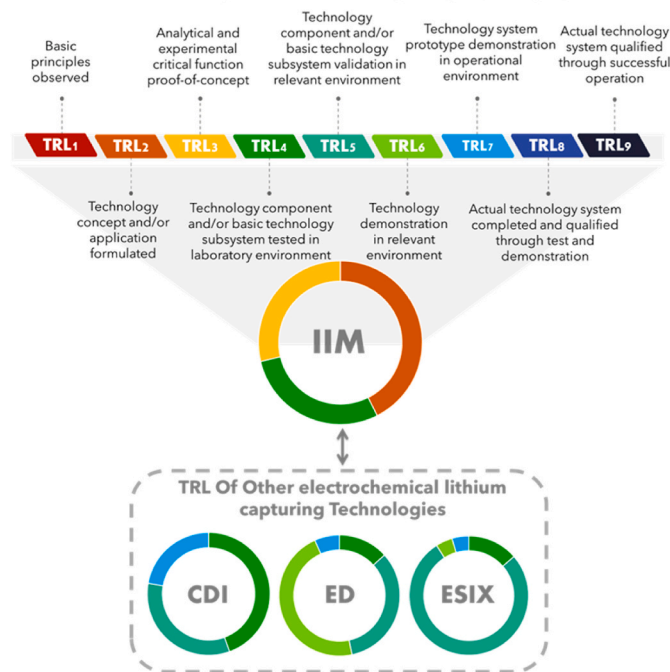 Basic
principles
observed
Analytical and
experimental
critical function
proof-of-concept
Technology
component and/or
basic technology
subsystem validation in
relevant environment
Technology system
prototype demonstration
in operational
environment
Actual technology
system qualified
through successful
operation
TRL1 TRL2 TRL3 TRL4 TRL5 TRL6 TRL7 TRL8 TRL9
Technology
concept and/or
application
formulated
Technology component
and/or basic technology
subsystem tested in
laboratory environment
Technology
demonstration
in relevant
environment
Actual technology system
completed and qualified
through test and
demonstration
IIM
TRL Of Other electrochemical lithium
capturing Technologies
CDI ED ESIX